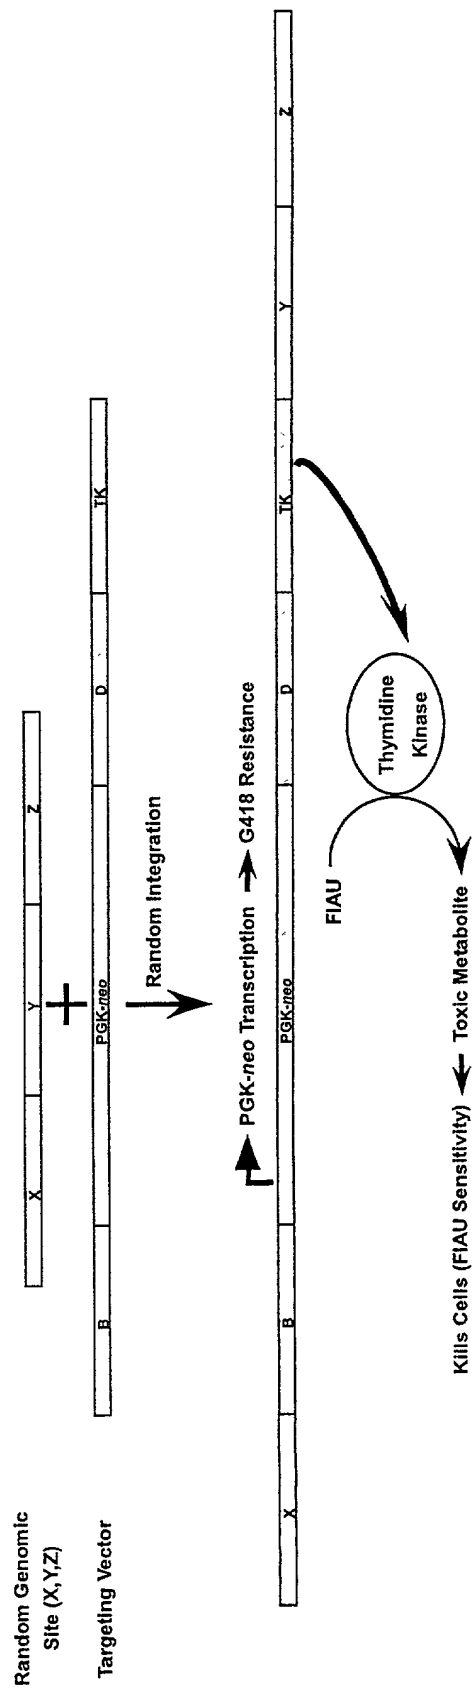 Random Genomic
Site (X,Y,Z)
X
Y
Z
Targeting Vector
B
PGK-neo
D
TK
Random Integration
PGK-neo Transcription
G418 Resistance
X
B
PGK-neo
D
TK
Y
Z
FIAU
Thymidine
Kinase
Kills Cells (FIAU Sensitivity)
Toxic Metabolite